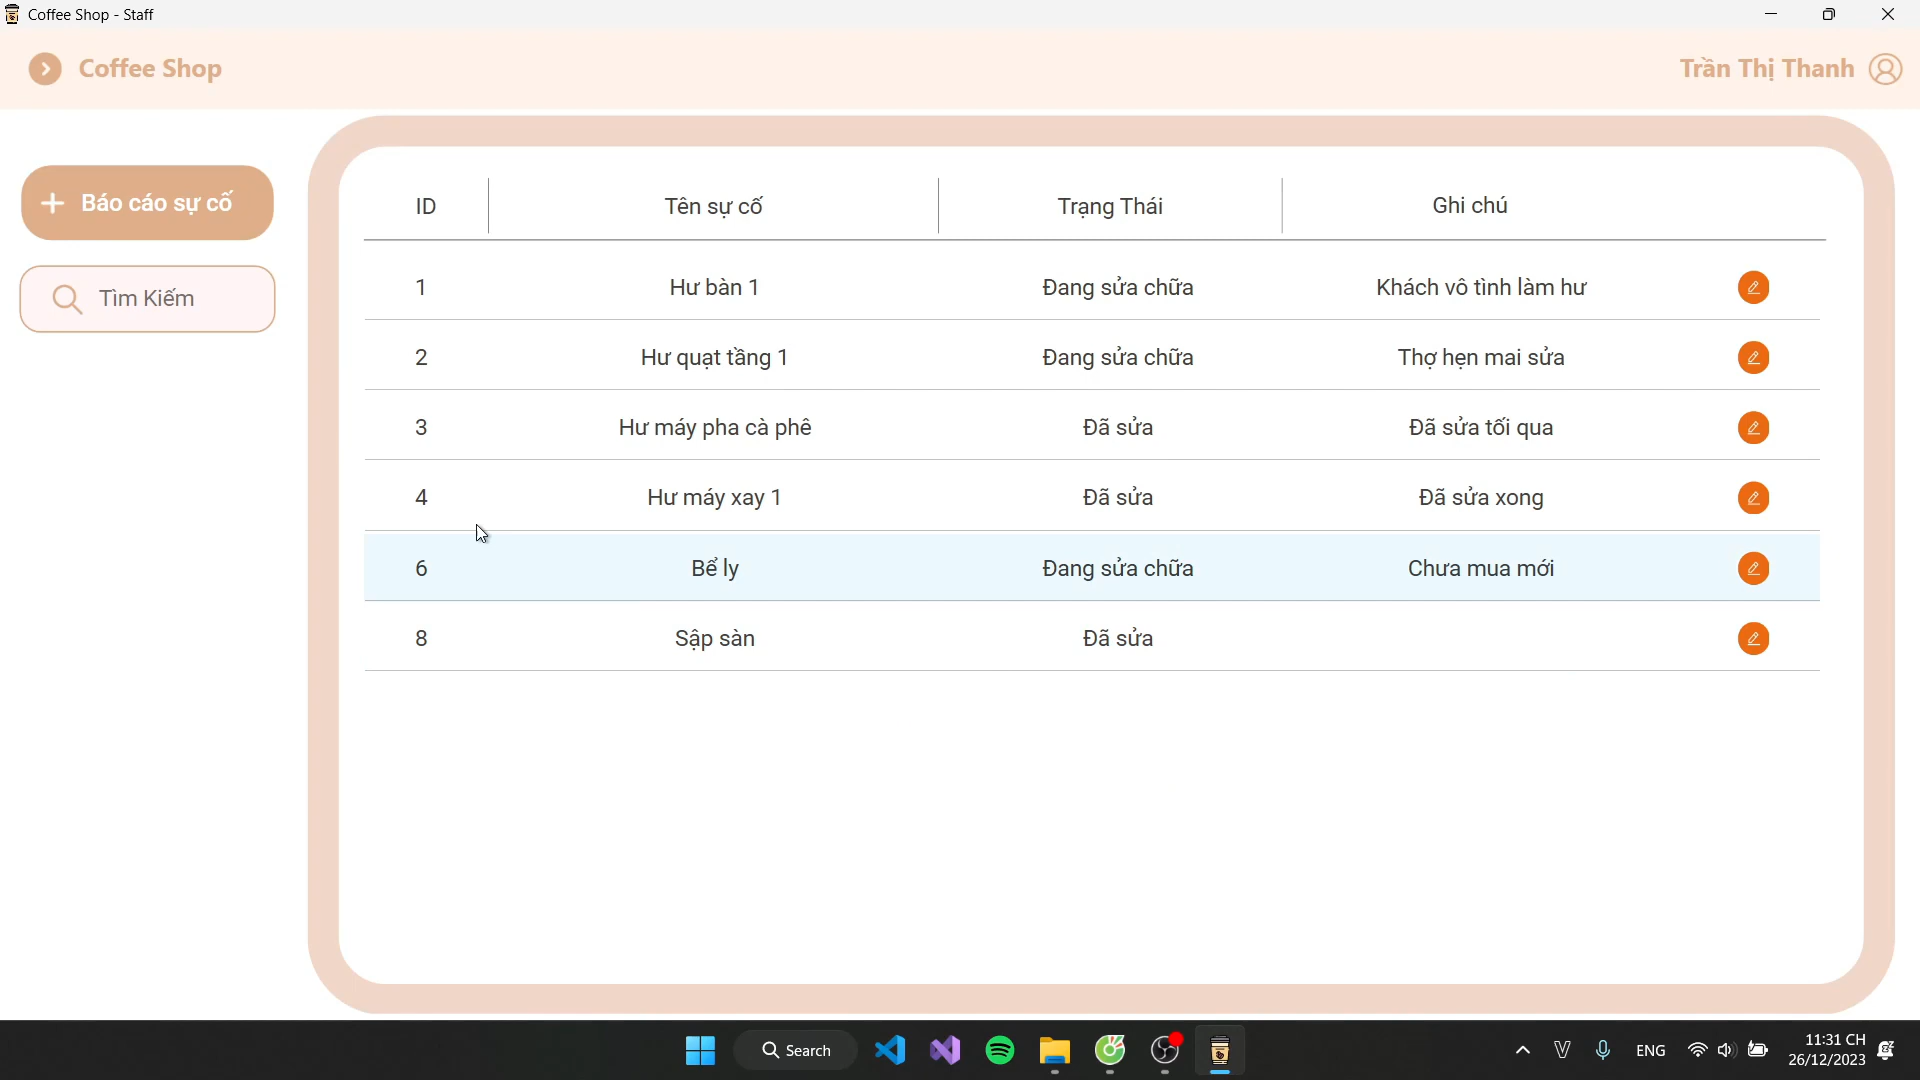 Coffee Shop - Staff
Coffee Shop
Trần Thị Thanh
Báo cáo sự cố
Tìm Kiếm
ID Tên sự cố Trạng Thái Ghi chú
1 Hư bàn 1 Đang sửa chữa Khách vô tình làm hư
2 Hư quạt tầng 1 Đang sửa chữa Thợ hẹn mai sửa
3 Hư máy pha cà phê Đã sửa Đã sửa tối qua
4 Hư máy xay 1 Đã sửa Đã sửa xong
6 Bể ly Đang sửa chữa Chưa mua mới
8 Sập sàn Đã sửa
Search
ENG
11:31 CH
26/12/2023